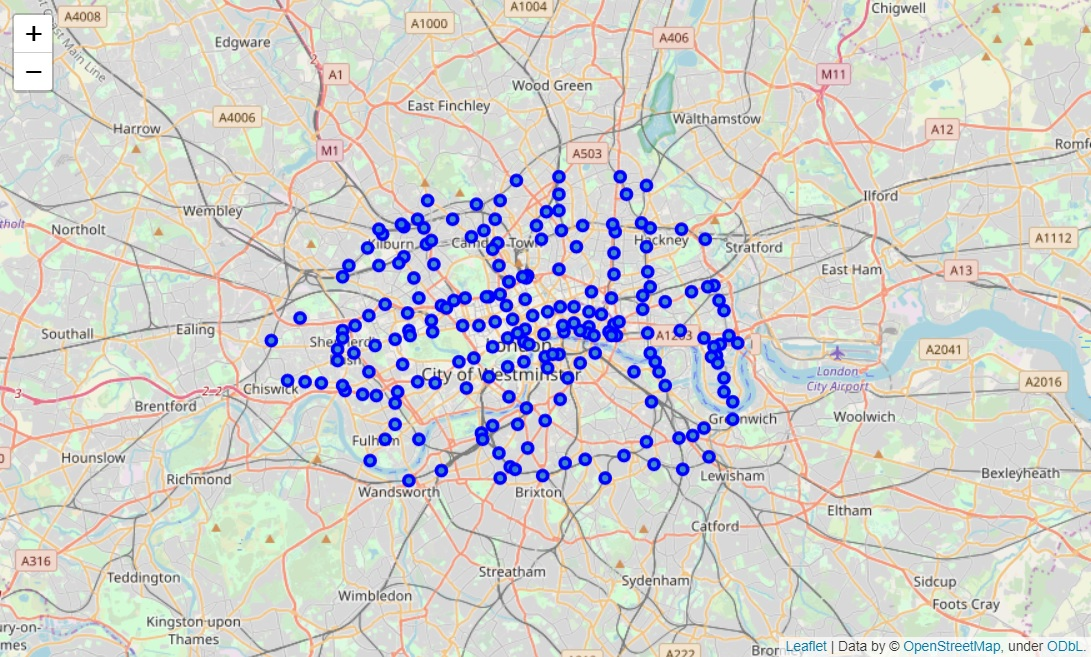 A4008
A1000
A1004
Chigwell
+
Edgware
A406
−
A1
M11
Wood Green
East Finchley
A4006
Walthamstow
Harrow
A12
M1
A503
Ilford
Wembley
Northolt
Kilburn
Hackney
Stratford
A1112
East Ham
A13
Southall
Ealing
A1203
London
A2041
City of Westminster
London
City Airport
Chiswick
A2016
Brentford
Greenwich
Woolwich
Fulham
Hounslow
Richmond
Lewisham
Bexleyheath
Wandsworth
Brixton
Eltham
Catford
A316
Streatham
Teddington
Sydenham
Sidcup
Wimbledon
Foots Cray
Kingston upon
Thames
A222
Leaflet | Data by © OpenStreetMap, under ODbL.